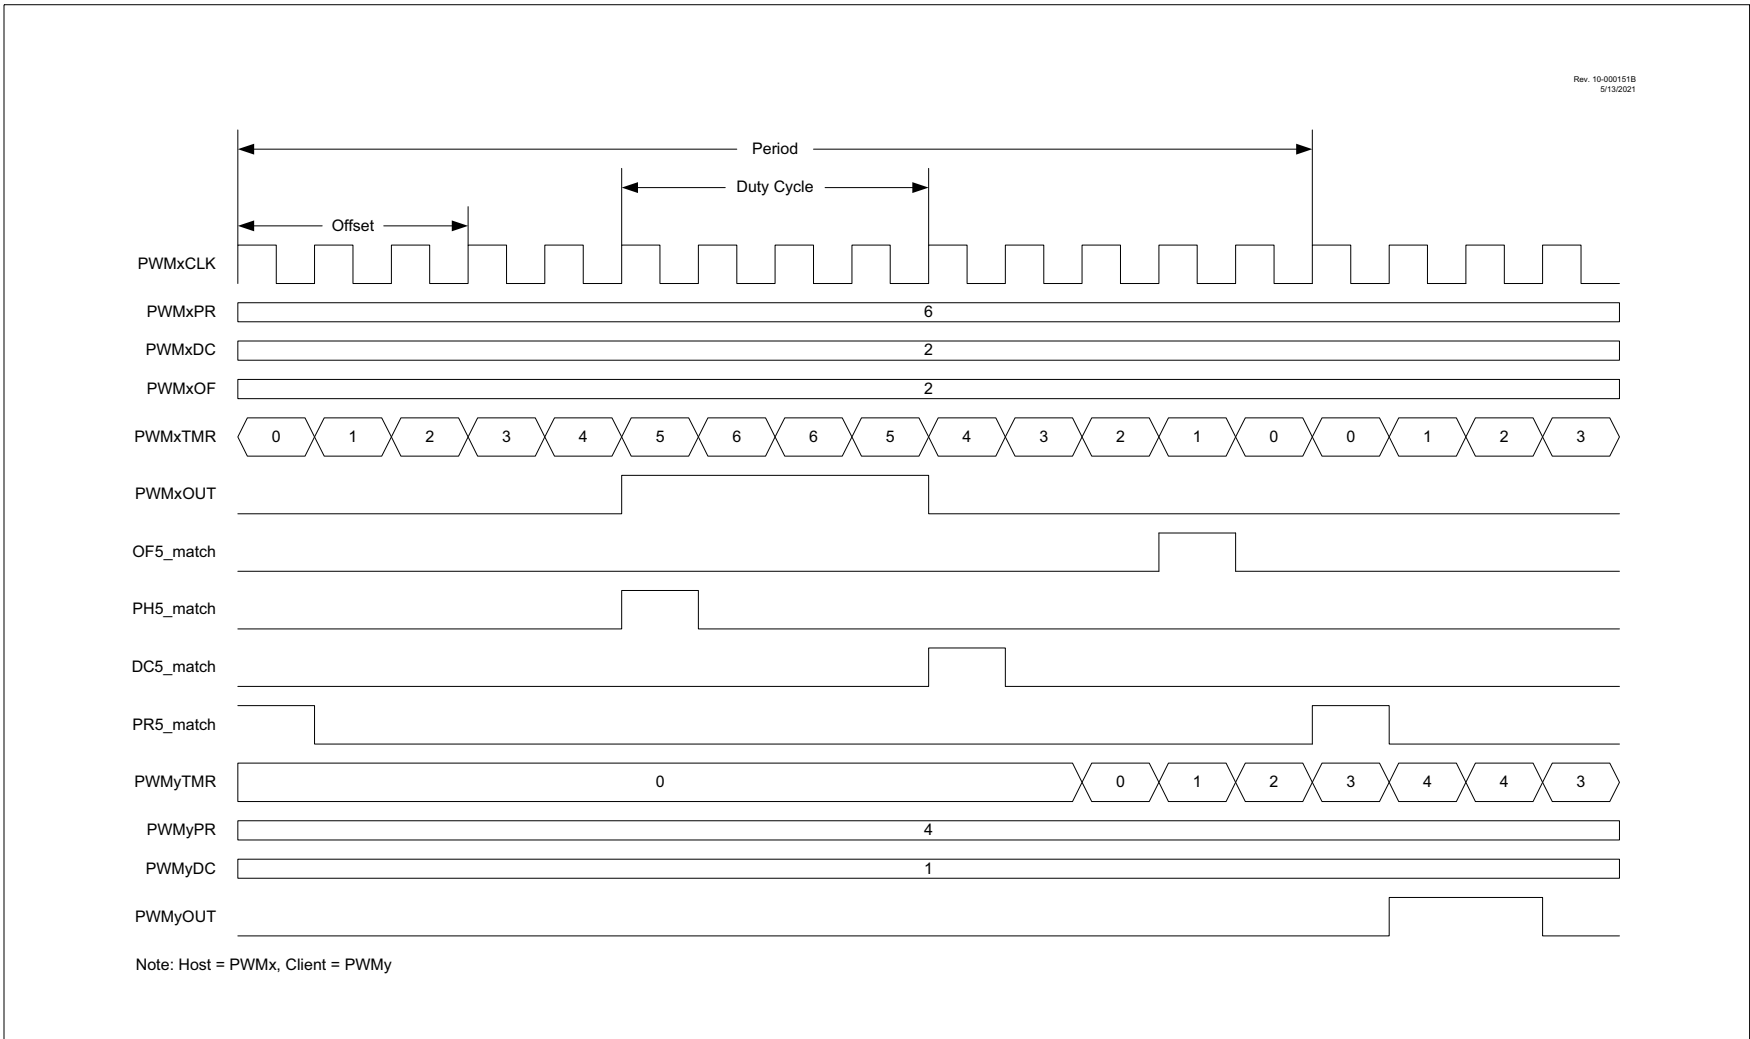 Rev. 10-000151B
5/13/2021
Period
Duty Cycle
Offset
PWMxCLK
PWMxPR 6
PWMxDC 2
PWMxOF 2
PWMxTMR 0 1 2 3 4 5 6 6 5 4 3 2 1 0 0 1 2 3
PWMxOUT
OF5_match
PH5_match
DC5_match
PR5_match
PWMyTMR 0 0 1 2 3 4 4 3
PWMyPR 4
PWMyDC 1
PWMyOUT
Note: Host = PWMx, Client = PWMy